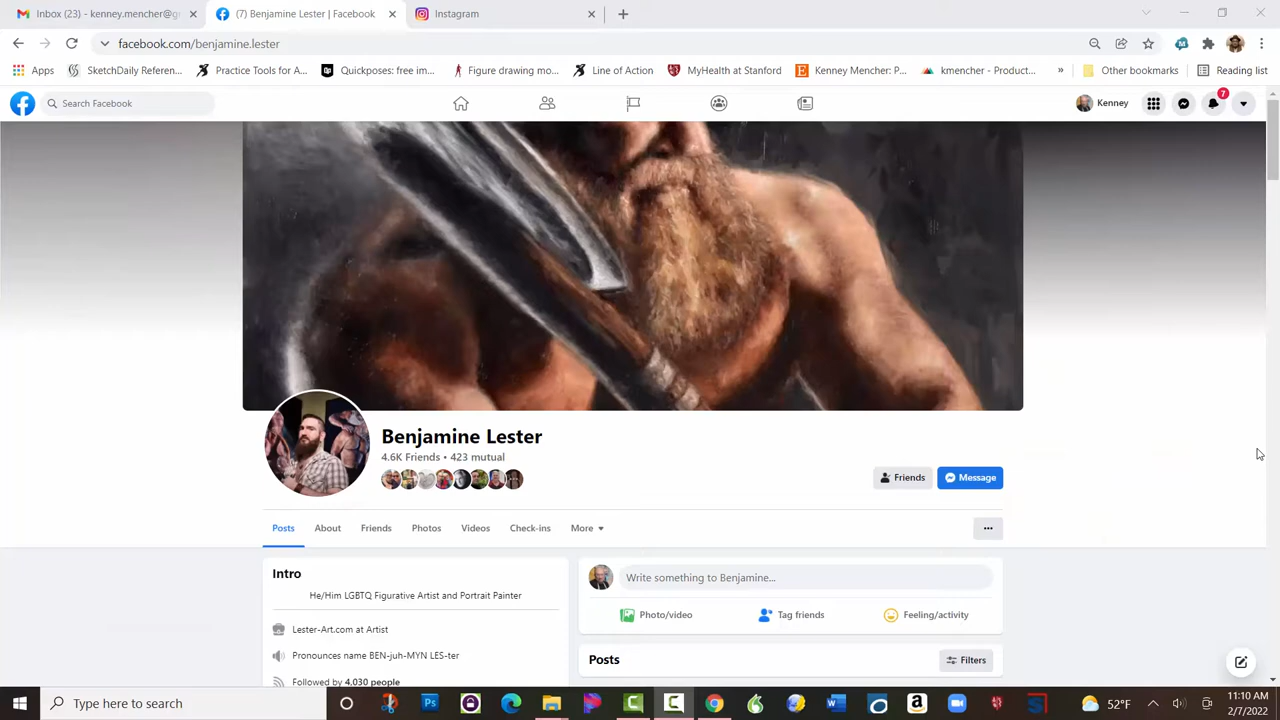 Inbox (23) - kenney.mencher@g
(7) Benjamine Lester | Facebook
Instagram
facebook.com/benjamine.lester
Apps
SketchDaily Referen...
Practice Tools for A...
Quickposes: free im...
Figure drawing mo...
Line of Action
MyHealth at Stanford
Kenney Mencher: P...
kmencher - Product...
Other bookmarks
Reading list
Search Facebook
Kenney
7
Benjamine Lester
4.6K Friends • 423 mutual
Friends
Message
Posts
About
Friends
Photos
Videos
Check-ins
More
Intro
He/Him LGBTQ Figurative Artist and Portrait Painter
Lester-Art.com at Artist
Pronounces name BEN-juh-MYN LES-ter
Followed by 4,030 people
Write something to Benjamine...
Photo/video
Tag friends
Feeling/activity
Posts
Filters
Type here to search
52°F
11:10 AM
2/7/2022